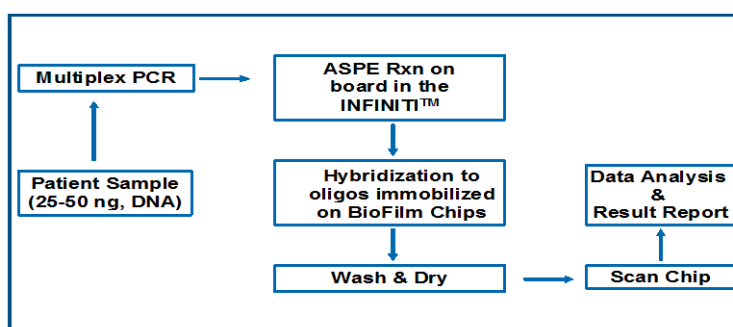 Multiplex PCR
ASPE Rxn on
board in the
INFINITI™
Patient Sample
(25-50 ng, DNA)
Hybridization to
oligos immobilized
on BioFilm Chips
Data Analysis
&
Result Report
Wash & Dry
Scan Chip